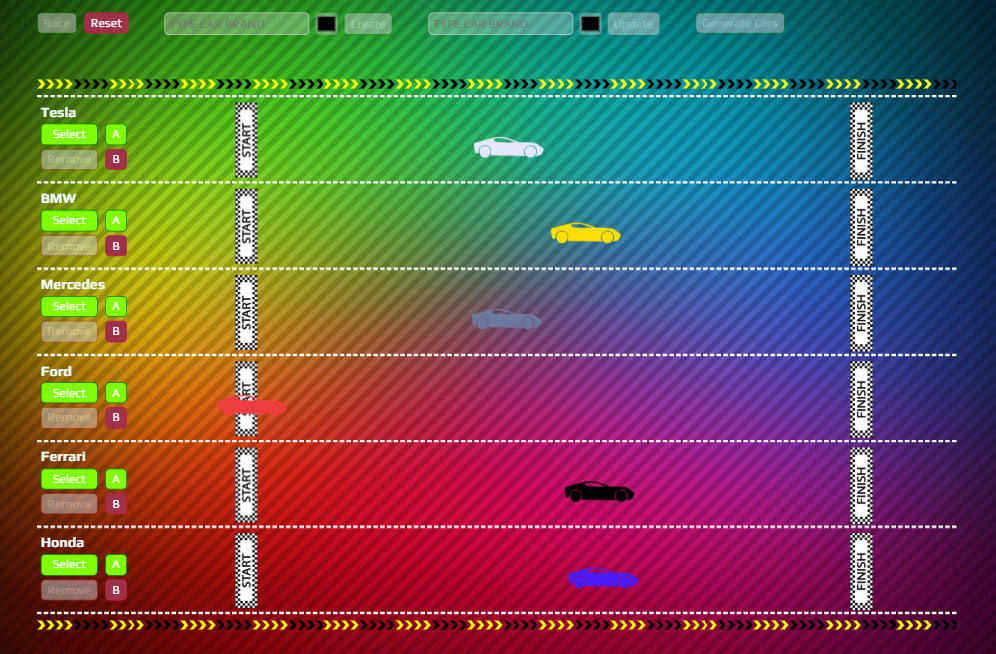 Race Reset TYPE CAR BRAND Create TYPE CAR BRAND Update Generate Cars
Tesla
Select A
Remove B
START
FINISH
BMW
Select A
Remove B
START
FINISH
Mercedes
Select A
Remove B
START
FINISH
Ford
Select A
Remove B
FINISH
Ferrari
Select A
Remove B
START
FINISH
Honda
Select A
Remove B
START
FINISH